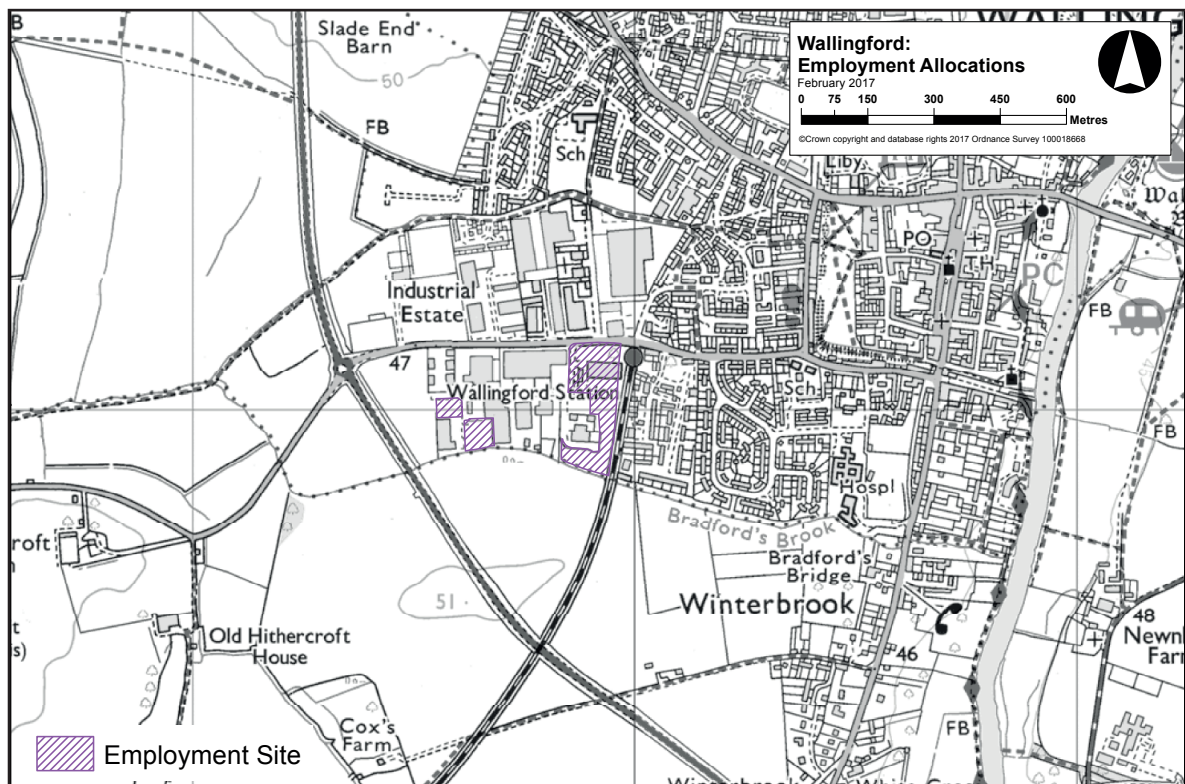 Wallingford:
Employment Allocations
February 2017
0 75 150 300 450 600
Metres
©Crown copyright and database rights 2017 Ordnance Survey 100018668
Slade End
Barn
50
FB
Sch
Liby
PO
TH
PC
FB
Industrial
Estate
47
Wallingford Station
Sch
45
FB
Hospl
Bradford's Brook
Bradford's
Bridge
Winterbrook
51
48
46
Old Hithercroft
House
Cox's
Farm
FB
Employment Site